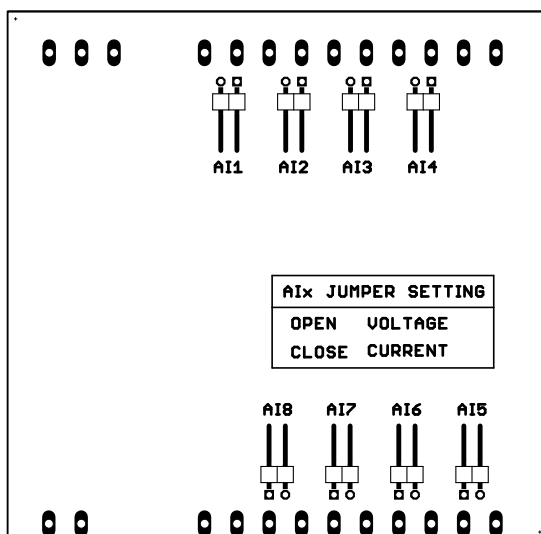 AI1 AI2 AI3 AI4
AIx JUMPER SETTING
OPEN VOLTAGE
CLOSE CURRENT
AI8 AI7 AI6 AI5